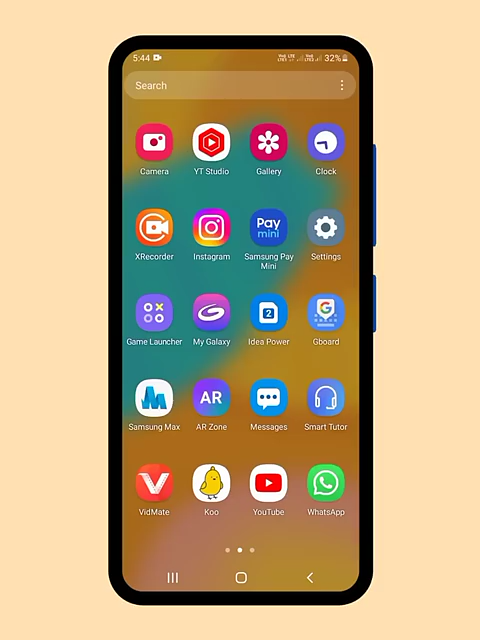 5:44 32%
Search
Camera YT Studio Gallery Clock
Pay
mini
XRecorder Instagram Samsung Pay Settings
Mini
2 G
Game Launcher My Galaxy Idea Power Gboard
AR
Samsung Max AR Zone Messages Smart Tutor
VidMate Koo YouTube WhatsApp